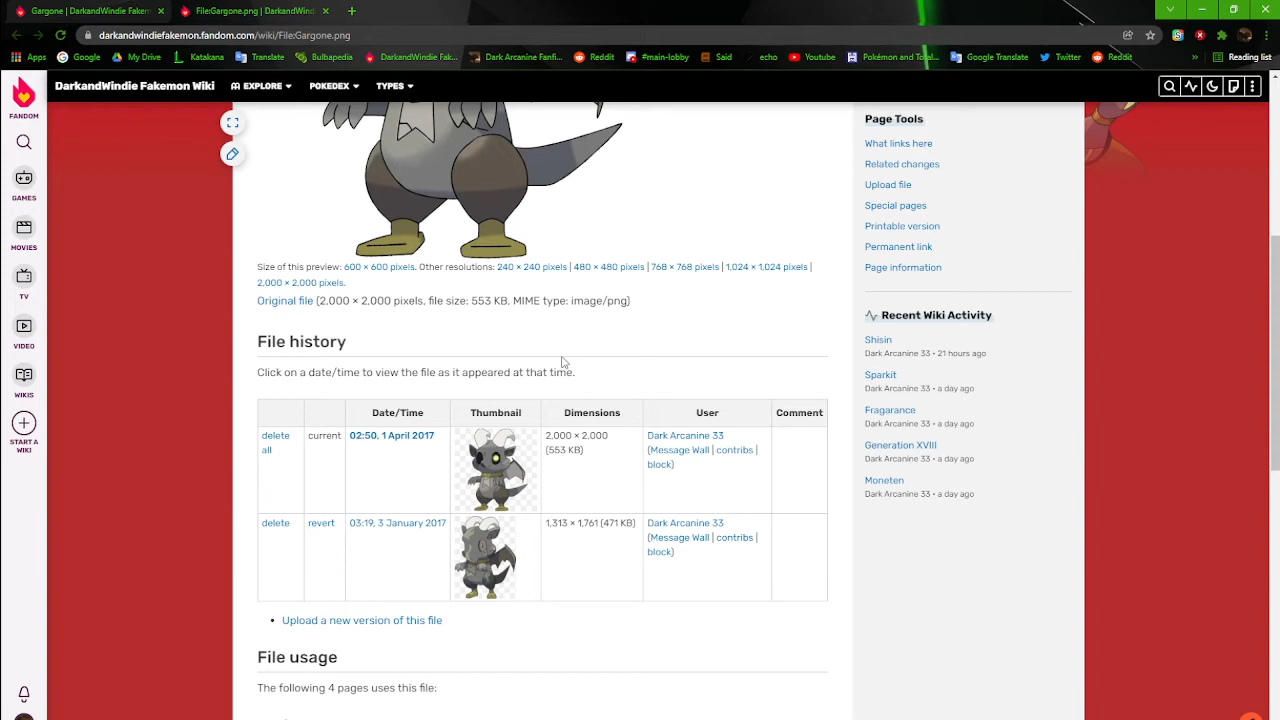 Gargone | DarkandWindie Fakem
File:Gargone.png | DarkandWind
darkandwindiefakemon.fandom.com/wiki/File:Gargone.png
Apps
Google
My Drive
Katakana
Translate
Bulbapedia
DarkandWindie Fak...
Dark Arcanine Fanfi...
Reddit
#main-lobby
Said
echo
Youtube
Pokémon and Total...
Google Translate
Twitter
Reddit
»
Reading list
FANDOM
GAMES
MOVIES
TV
VIDEO
WIKIS
START A
WIKI
DarkandWindie Fakemon Wiki
EXPLORE
POKEDEX
TYPES
Size of this preview: 600 × 600 pixels. Other resolutions: 240 × 240 pixels | 480 × 480 pixels | 768 × 768 pixels | 1,024 × 1,024 pixels |
2,000 × 2,000 pixels.
Original file (2,000 × 2,000 pixels, file size: 553 KB, MIME type: image/png)
File history
Click on a date/time to view the file as it appeared at that time.
Date/Time Thumbnail Dimensions User Comment
delete
all
current
02:50, 1 April 2017
2,000 × 2,000
(553 KB)
Dark Arcanine 33
(Message Wall | contribs |
block)
delete
revert
03:19, 3 January 2017
1,313 × 1,761 (471 KB)
Dark Arcanine 33
(Message Wall | contribs |
block)
• Upload a new version of this file
File usage
The following 4 pages uses this file:
Page Tools
What links here
Related changes
Upload file
Special pages
Printable version
Permanent link
Page information
Recent Wiki Activity
Shisin
Dark Arcanine 33 • 21 hours ago
Sparkit
Dark Arcanine 33 • a day ago
Fragarance
Dark Arcanine 33 • a day ago
Generation XVIII
Dark Arcanine 33 • a day ago
Moneten
Dark Arcanine 33 • a day ago